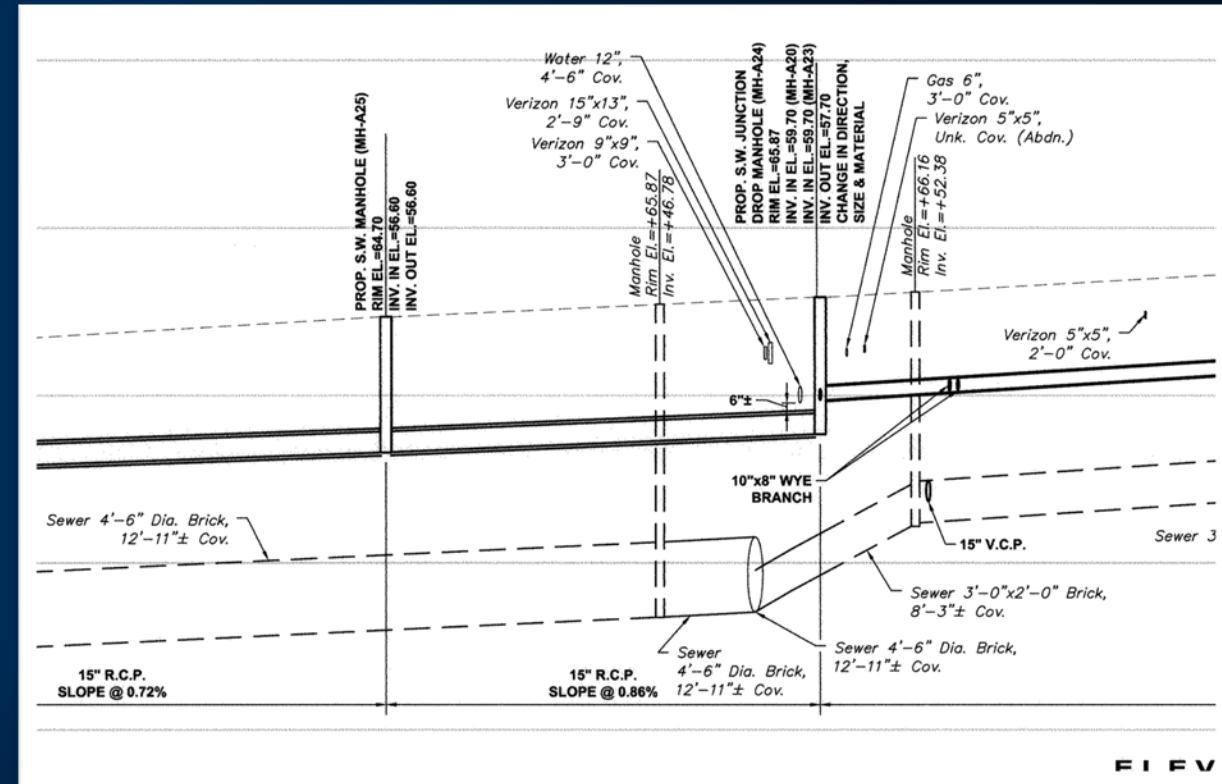 PROP. S.W. MANHOLE (MH-A25)
RIM EL.=64.70
INV. IN EL.=56.60
INV. OUT EL.=56.60
Water 12",
4'-6" Cov.
Verizon 15"x13",
2'-9" Cov.
Verizon 9"x9",
3'-0" Cov.
Manhole
Rim El.=+65.87
Inv. El.=+46.78
PROP. S.W. JUNCTION
DROP MANHOLE (MH-A24)
RIM EL.=65.87
INV. IN EL.=59.70 (MH-A20)
INV. IN EL.=59.70 (MH-A23)
INV. OUT EL.=57.70
CHANGE IN DIRECTION,
SIZE & MATERIAL
Gas 6",
3'-0" Cov.
Verizon 5"x5",
Unk. Cov. (Abdn.)
Manhole
Rim El.=+66.16
Inv. El.=+52.38
Verizon 5"x5",
2'-0" Cov.
6"±
10"x8" WYE
BRANCH
Sewer 4'-6" Dia. Brick,
12'-11"± Cov.
15" V.C.P.
Sewer 3
Sewer 3'-0"x2'-0" Brick,
8'-3"± Cov.
Sewer
4'-6" Dia. Brick,
12'-11"± Cov.
Sewer 4'-6" Dia. Brick,
12'-11"± Cov.
15" R.C.P.
SLOPE @ 0.72%
15" R.C.P.
SLOPE @ 0.86%